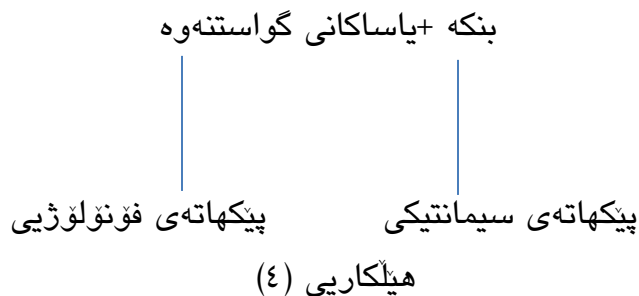 بنکە +یاساکانی گواستنەوە
پێکهاتەی سیمانتیکی پێکهاتەی فۆنۆلۆژیی
هێڵکاریی (٤)